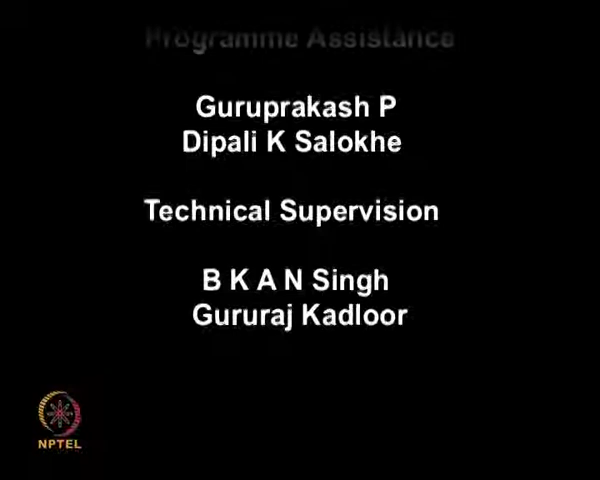 Programme Assistance
Guruprakash P
Dipali K Salokhe
Technical Supervision
B K A N Singh
Gururaj Kadloor
NPTEL